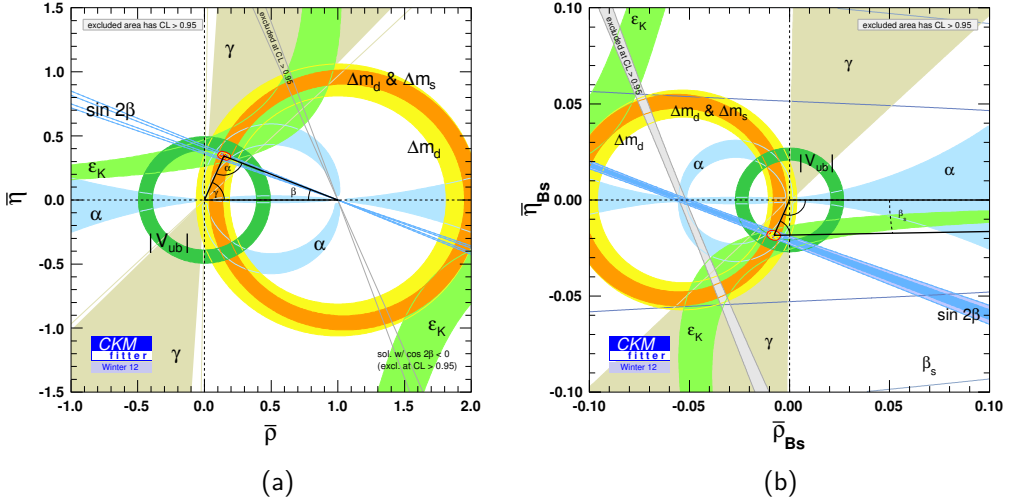 excluded area has CL > 0.95
excluded at CL > 0.95
γ
Δm_d & Δm_s
Δm_d
sin 2β
ε_K
α
α
β
γ
α
|V_ub|
γ
ε_K
CKM
fitter
Winter 12
sol. w/ cos 2β < 0
(excl. at CL > 0.95)
η̅
1.5
1.0
0.5
0.0
-0.5
-1.0
-1.5
-1.0
-0.5
0.0
0.5
1.0
1.5
2.0
ρ̅
(a)
excluded area has CL > 0.95
excluded at CL > 0.95
ε_K
γ
Δm_d & Δm_s
Δm_d
α
|V_ub|
α
β_s
sin 2β
ε_K
γ
β_s
CKM
fitter
Winter 12
η̅_Bs
0.10
0.05
0.00
-0.05
-0.10
-0.10
-0.05
0.00
0.05
0.10
ρ̅_Bs
(b)